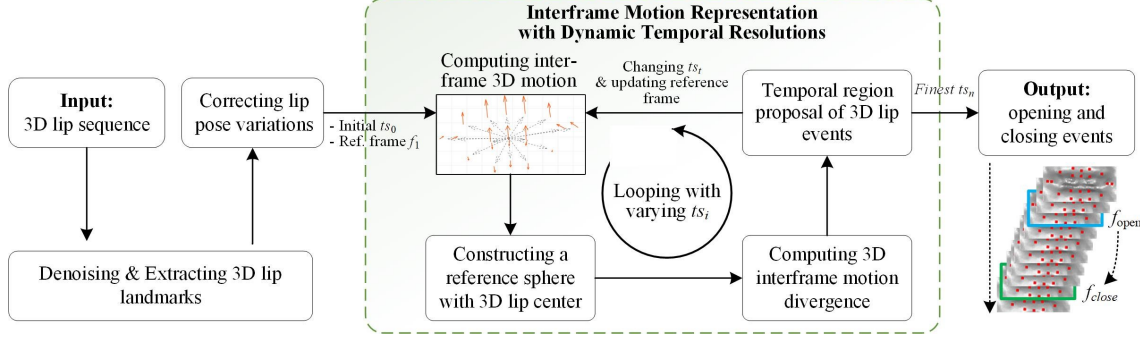 Interframe Motion Representation
with Dynamic Temporal Resolutions
Input:
3D lip sequence
Correcting lip
pose variations
Denoising & Extracting 3D lip
landmarks
- Initial ts0
- Ref. frame f1
Computing inter-
frame 3D motion
Changing tst
& updating reference
frame
Looping with
varying tsi
Constructing a
reference sphere
with 3D lip center
Computing 3D
interframe motion
divergence
Temporal region
proposal of 3D lip
events
Finest tsn
Output:
opening and
closing events
fopen
fclose